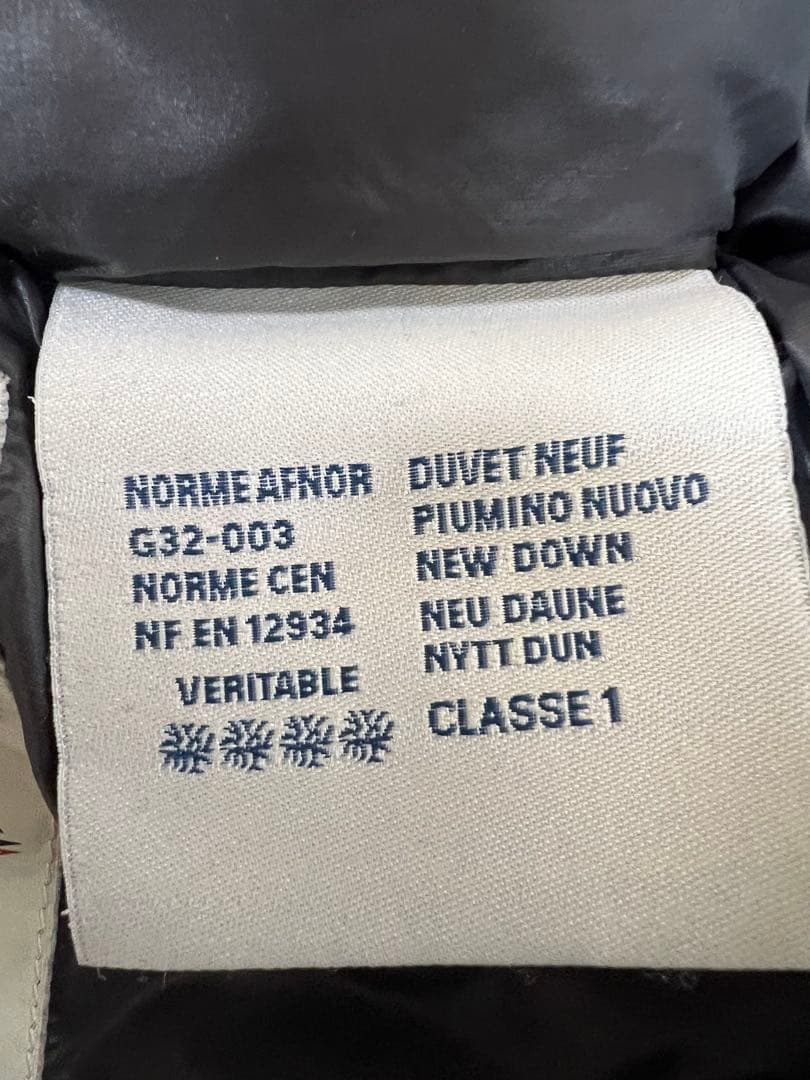 NORME AFNOR
G32-003
NORME CEN
NF EN 12934
VERITABLE
DUVET NEUF
PIUMINO NUOVO
NEW DOWN
NEU DAUNE
NYTT DUN
CLASSE 1